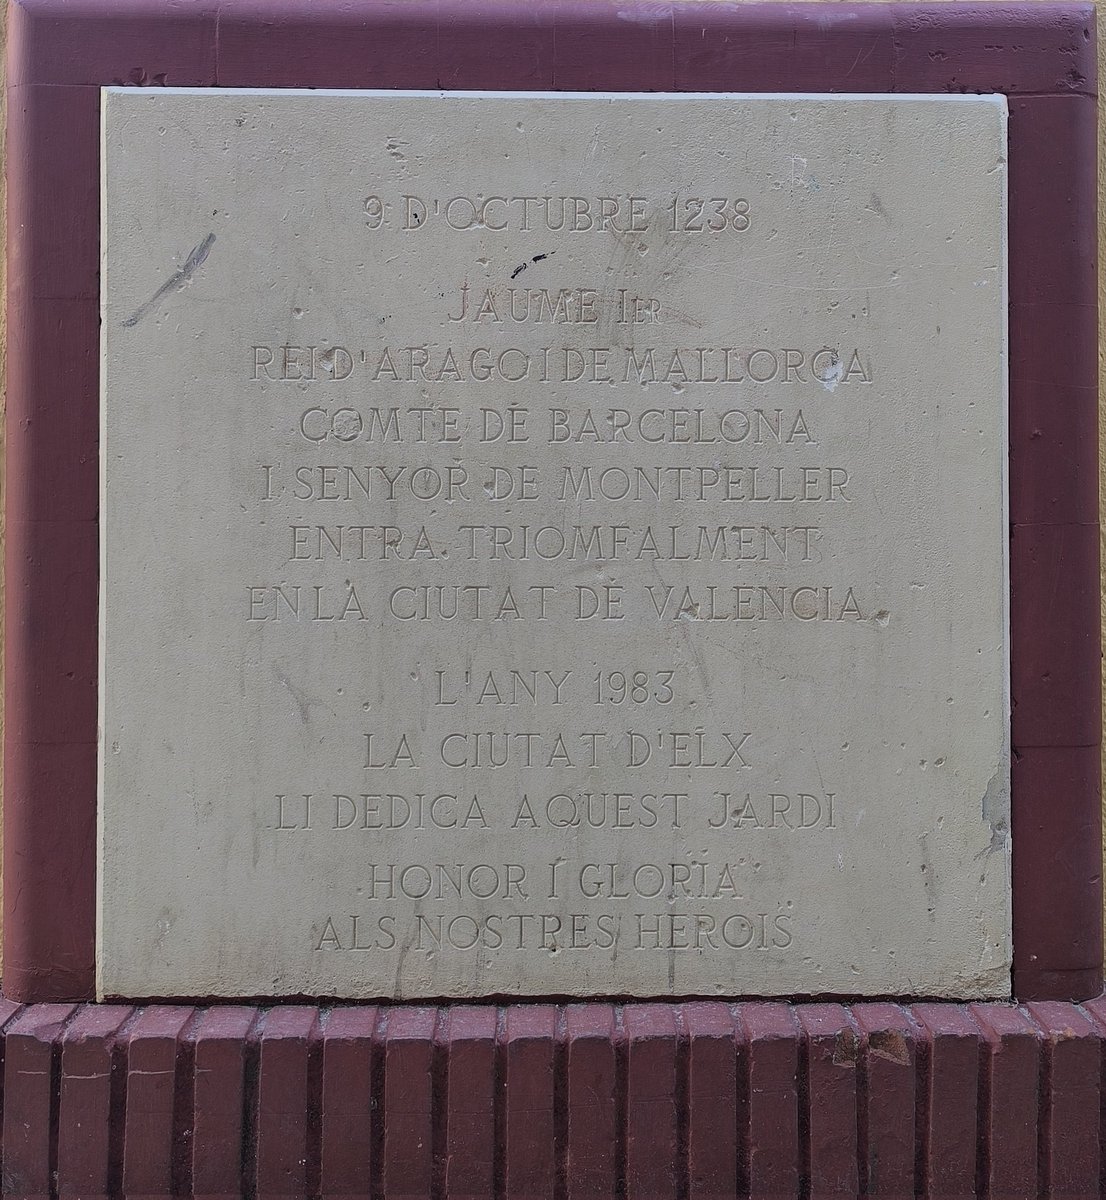 9 D'OCTUBRE 1238
JAUME IER
REI D'ARAGO I DE MALLORCA
COMTE DE BARCELONA
I SENYOR DE MONTPELLER
ENTRA TRIOMFALMENT
EN LA CIUTAT DE VALENCIA
L'ANY 1983
LA CIUTAT D'ELX
LI DEDICA AQUEST JARDI
HONOR I GLORIA
ALS NOSTRES HEROIS